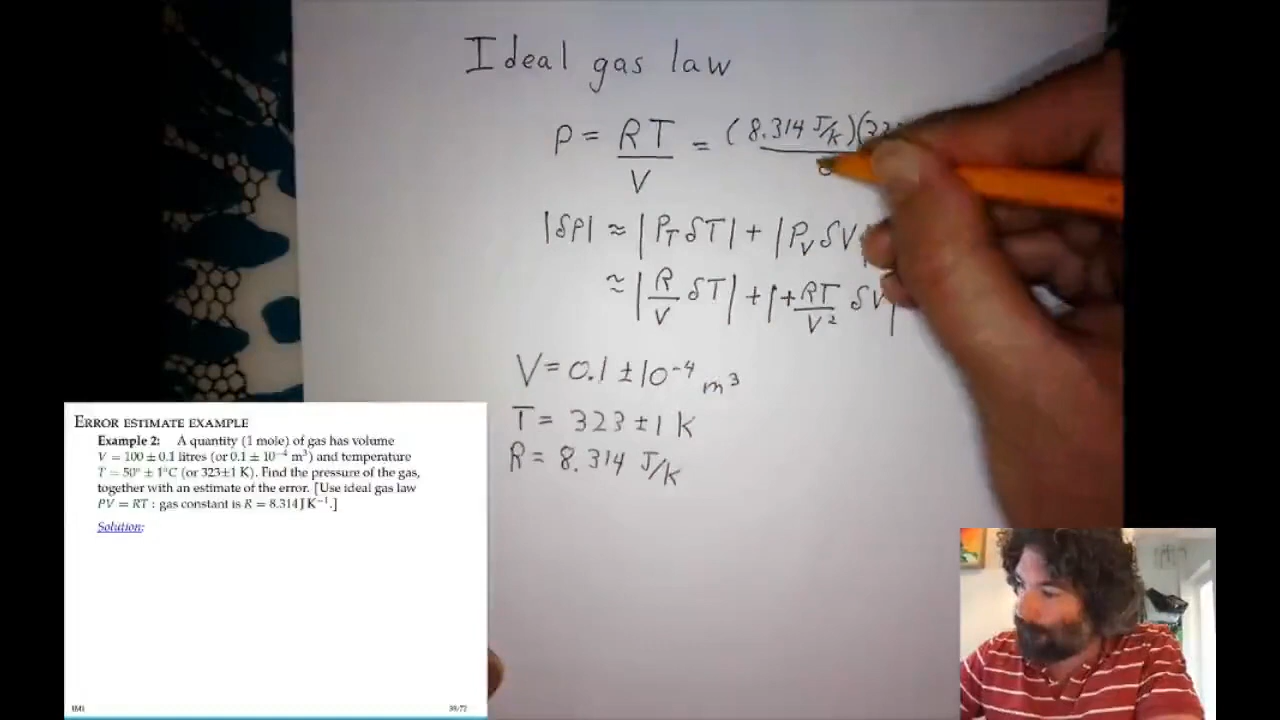 Ideal gas law
P = RT/V = (8.314 J/K)(32
|δP| ≈ |P_T δT| + |P_V δV
≈ |R/V δT| + |+RT/V² δV|
V = 0.1 ± 10⁻⁴ m³
T = 323 ± 1 K
R = 8.314 J/K
ERROR ESTIMATE EXAMPLE
Example 2: A quantity (1 mole) of gas has volume
V = 100 ± 0.1 litres (or 0.1 ± 10⁻⁴ m³) and temperature
T = 50° ± 1°C (or 323±1 K). Find the pressure of the gas,
together with an estimate of the error. [Use ideal gas law
PV = RT : gas constant is R = 8.314 J K⁻¹.]
Solution: